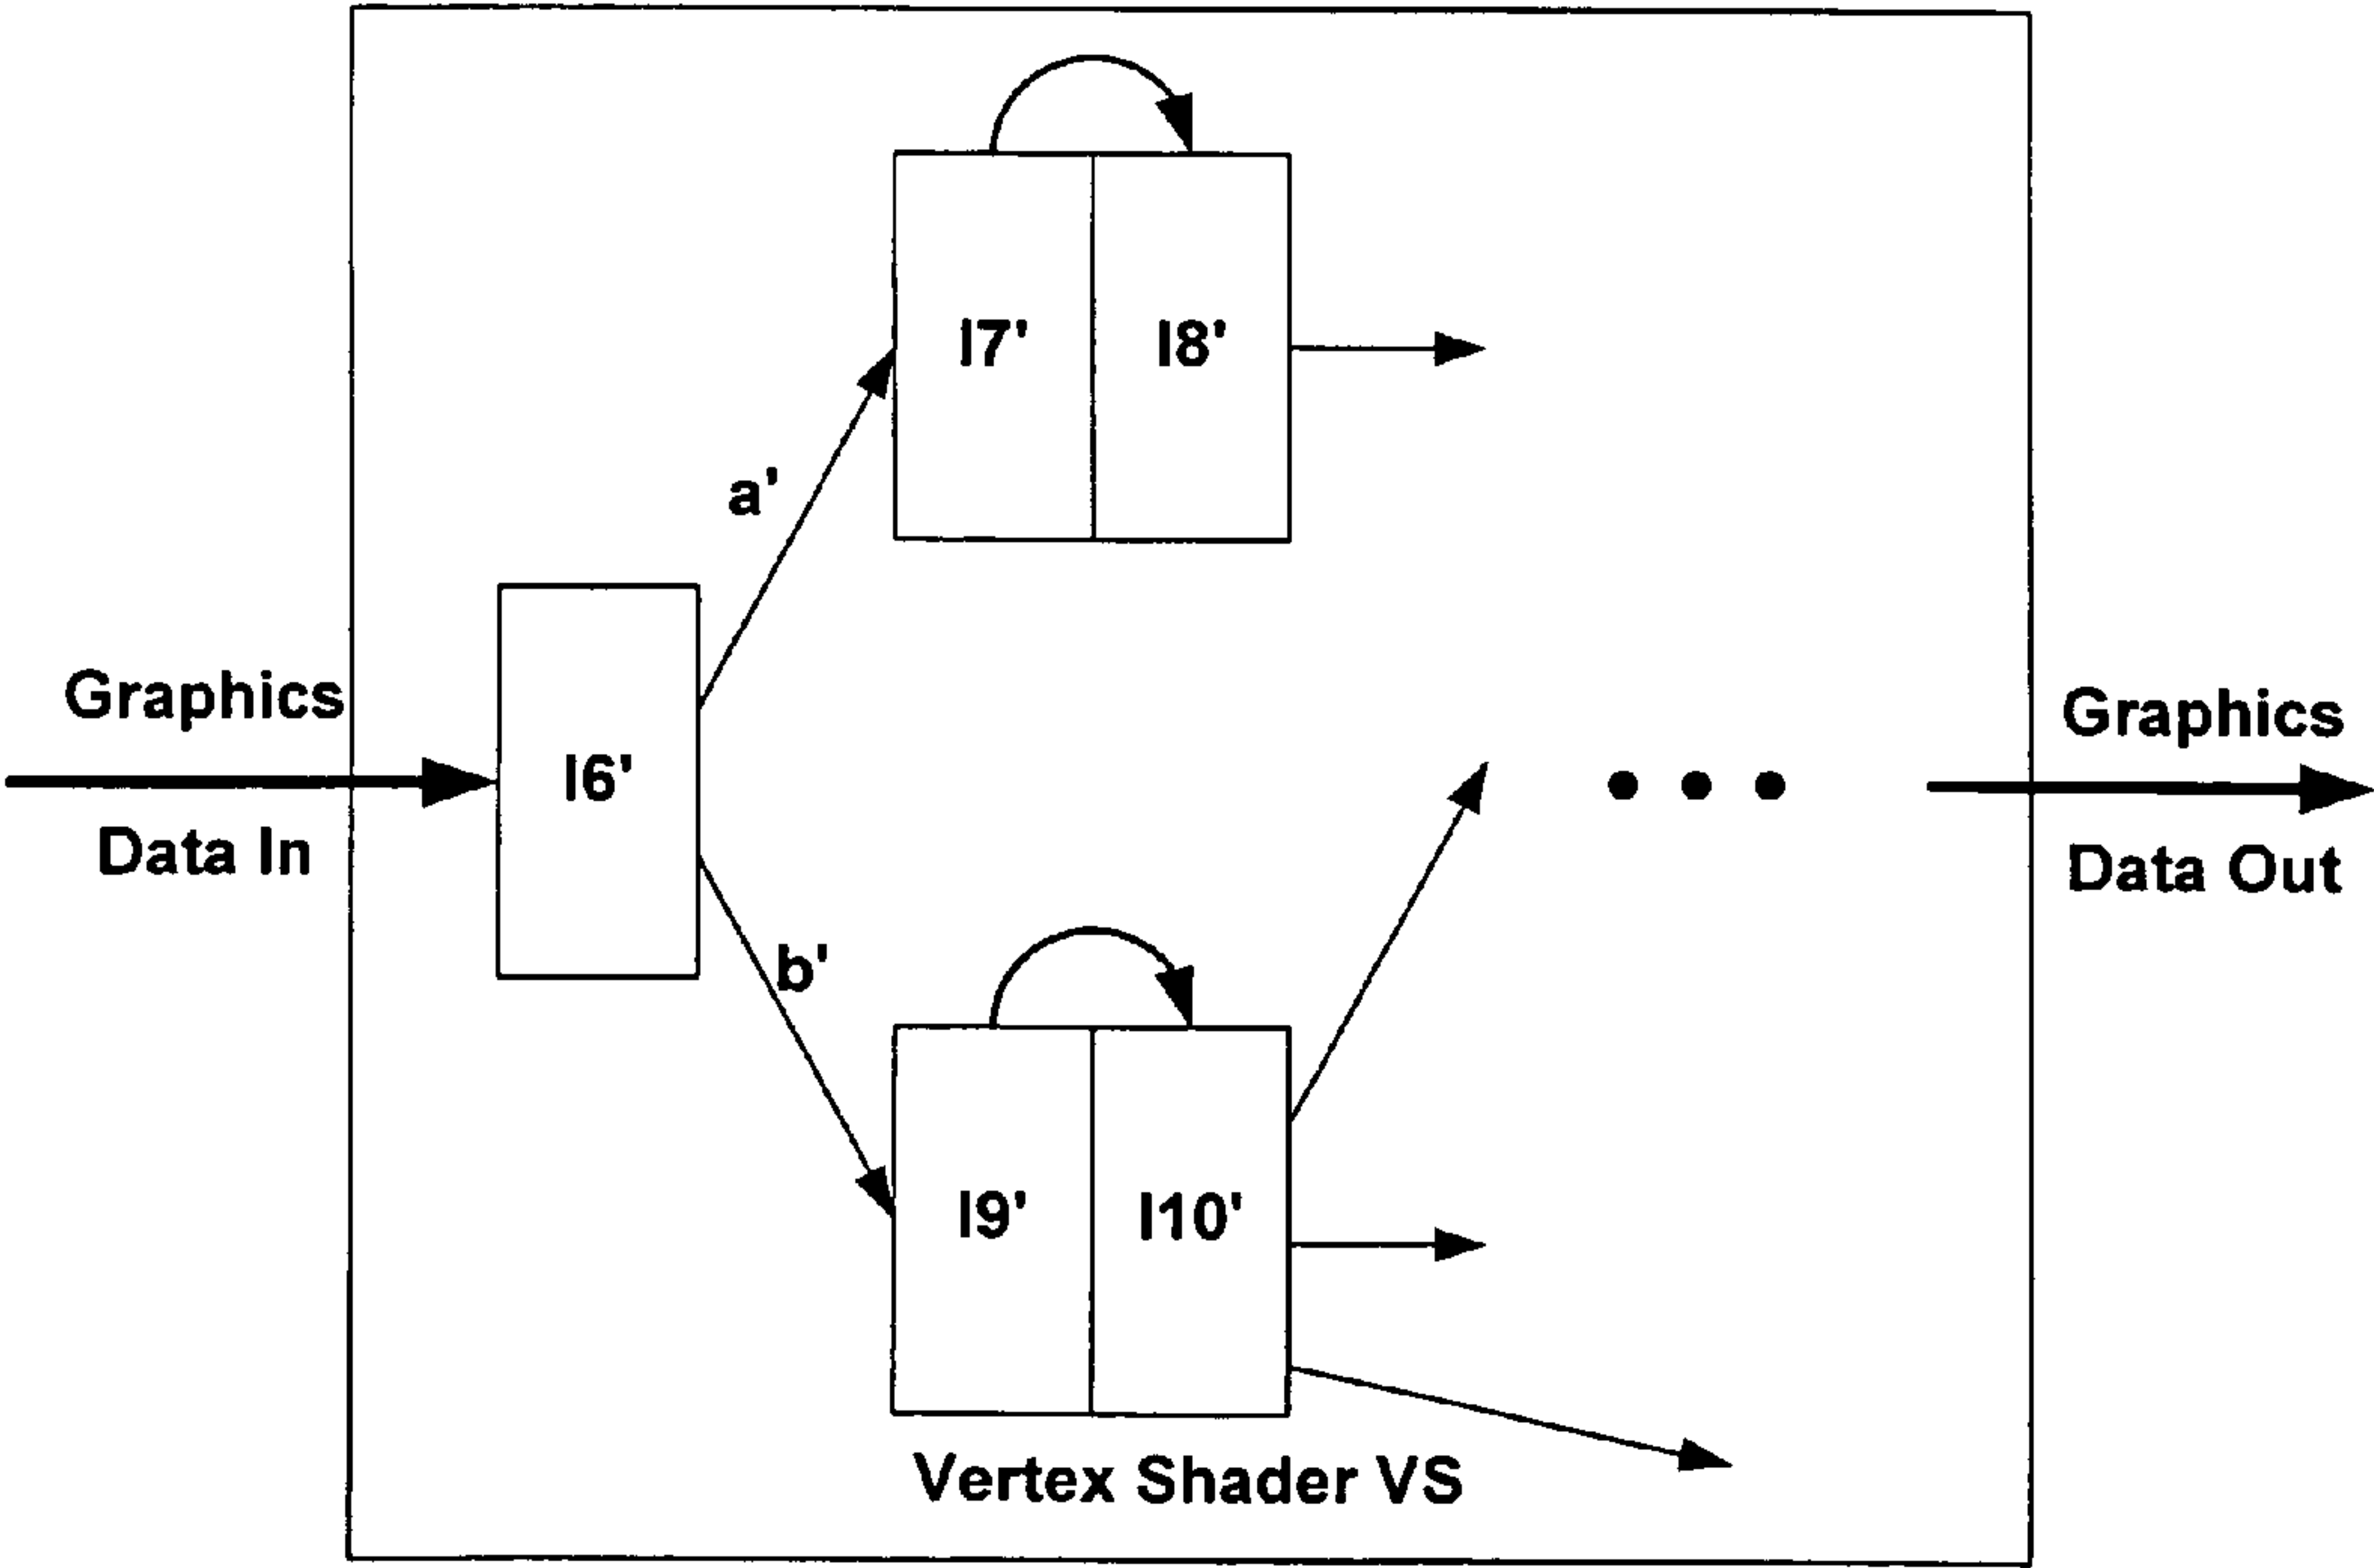 I7'
I8'
a'
Graphics
Data In
I6'
Graphics
Data Out
b'
I9'
I10'
Vertex Shader VS